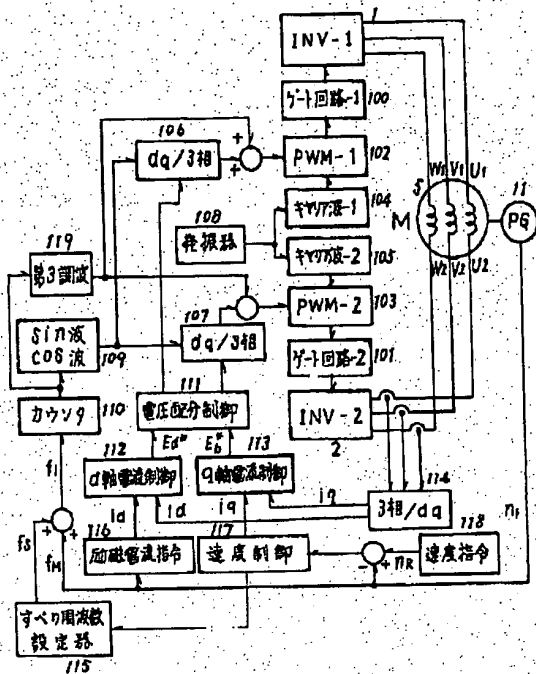 1
INV-1
ゲート回路-1
100
106
dq/3相
+
+
PWM-1
102
W1
V1
U1
5
M
11
PG
キャリア波-1
104
108
発振器
キャリア波-2
105
119
第3調波
107
PWM-2
103
W2
V2
U2
sin波
cos波
109
dq/3相
ゲート回路-2
101
111
電圧配分制御
INV-2
2
カウンタ
110
112
Ed*
Eb*
113
d軸電流制御
q軸電流制御
114
3相/dq
f1
id
id
iq
iq
n1
fs
+
+
fM
116
励磁電流指令
117
速度制御
-
+
nR
118
速度指令
すべり周波数
設定器
115